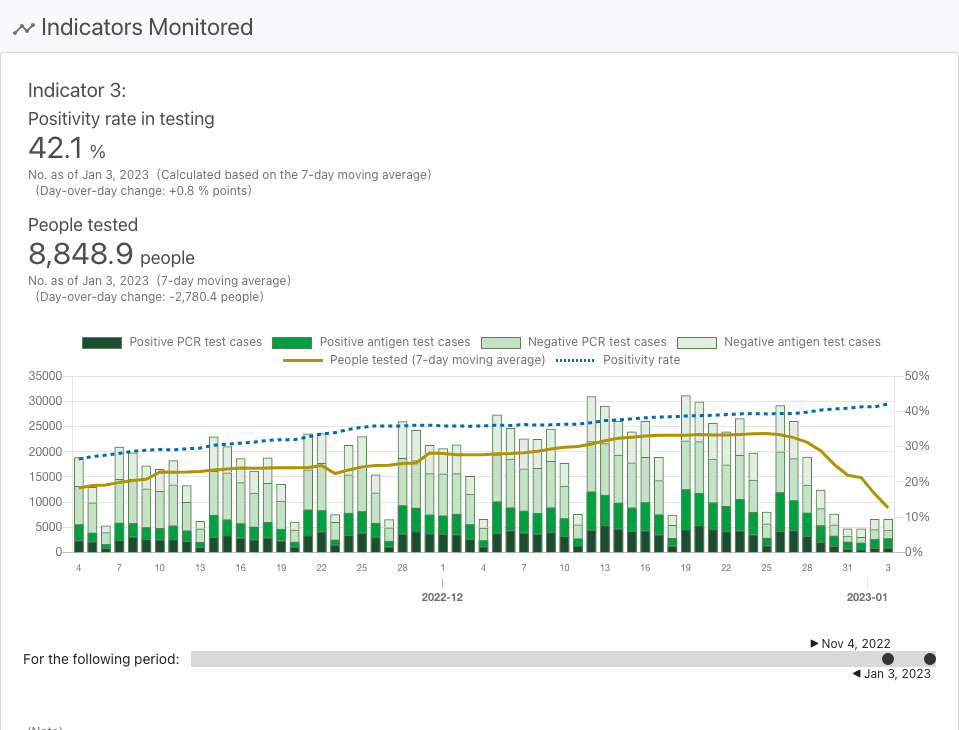 Indicators Monitored
Indicator 3:
Positivity rate in testing
42.1 %
No. as of Jan 3, 2023 (Calculated based on the 7-day moving average)
(Day-over-day change: +0.8 % points)
People tested
8,848.9 people
No. as of Jan 3, 2023 (7-day moving average)
(Day-over-day change: -2,780.4 people)
Positive PCR test cases Positive antigen test cases Negative PCR test cases Negative antigen test cases
People tested (7-day moving average) Positivity rate
35000 50%
30000
40%
25000
20000 30%
15000
20%
10000
10%
5000
0 0%
4 7 10 13 16 19 22 25 28 1 4 7 10 13 16 19 22 25 28 31 3
2022-12 2023-01
▶ Nov 4, 2022
For the following period:
◀ Jan 3, 2023